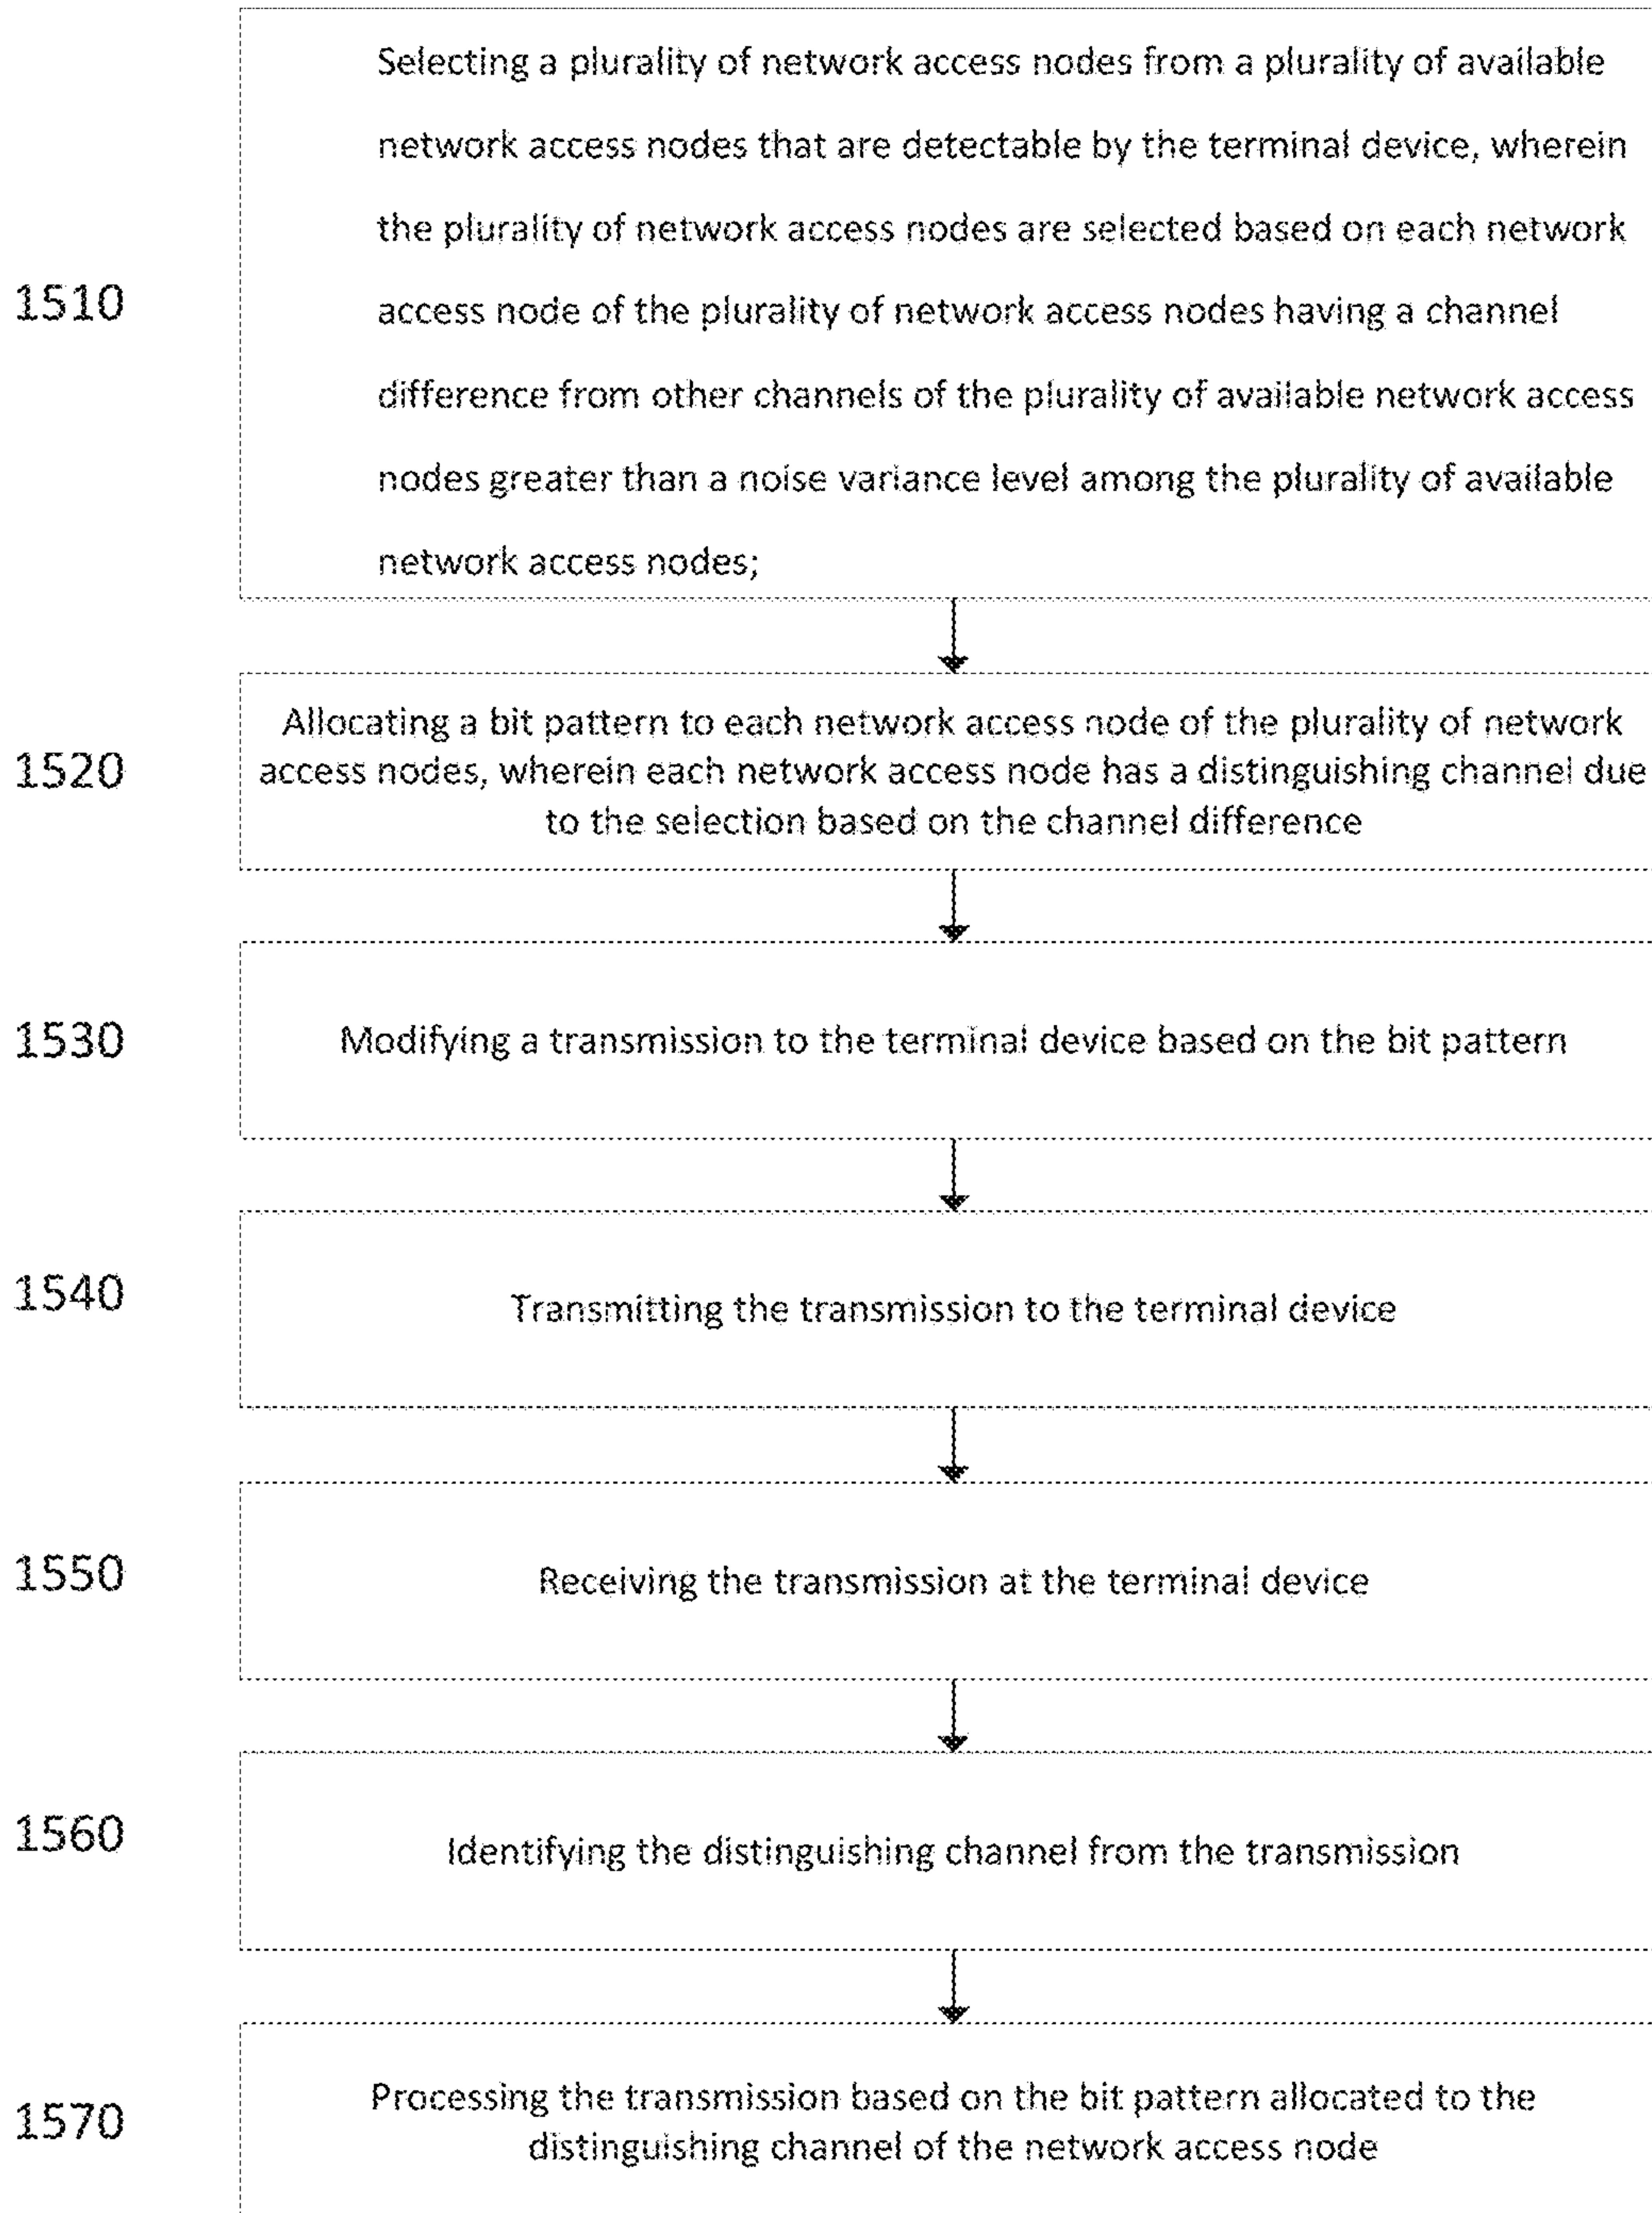 Selecting a plurality of network access nodes from a plurality of available
network access nodes that are detectable by the terminal device, wherein
the plurality of network access nodes are selected based on each network
1510
access node of the plurality of network access nodes having a channel
difference from other channels of the plurality of available network access
nodes greater than a noise variance level among the plurality of available
network access nodes;
Allocating a bit pattern to each network access node of the plurality of network
1520
access nodes, wherein each network access node has a distinguishing channel due
to the selection based on the channel difference
1530
Modifying a transmission to the terminal device based on the bit pattern
1540
Transmitting the transmission to the terminal device
1550
Receiving the transmission at the terminal device
1560
Identifying the distinguishing channel from the transmission
1570
Processing the transmission based on the bit pattern allocated to the
distinguishing channel of the network access node